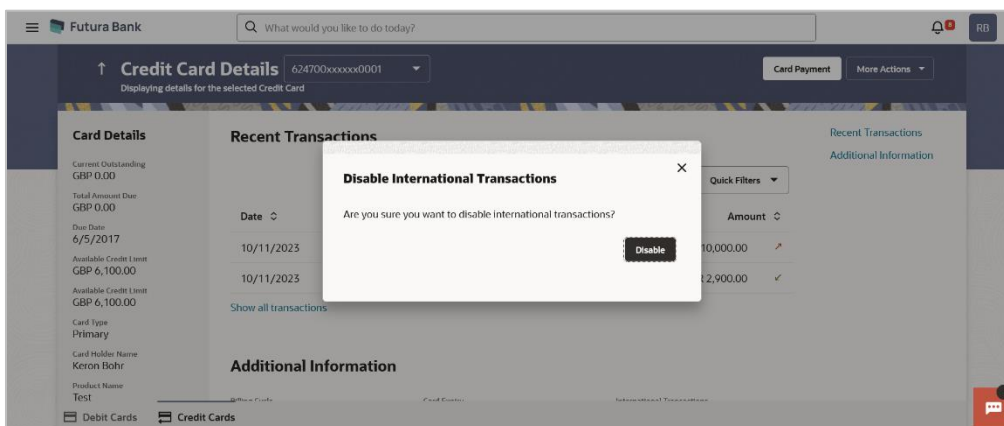 Futura Bank
What would you like to do today?
RB
Credit Card Details
624700xxxxxx0001
Displaying details for the selected Credit Card
Card Payment
More Actions
Card Details
Current Outstanding
GBP 0.00
Total Amount Due
GBP 0.00
Due Date
6/5/2017
Available Credit Limit
GBP 6,100.00
Available Credit Limit
GBP 6,100.00
Card Type
Primary
Card Holder Name
Keron Bohr
Product Name
Test
Recent Transactions
Quick Filters
Date
Amount
10/11/2023
10,000.00
10/11/2023
2,900.00
Show all transactions
Additional Information
Recent Transactions
Additional Information
Disable International Transactions
Are you sure you want to disable international transactions?
Disable
Debit Cards
Credit Cards